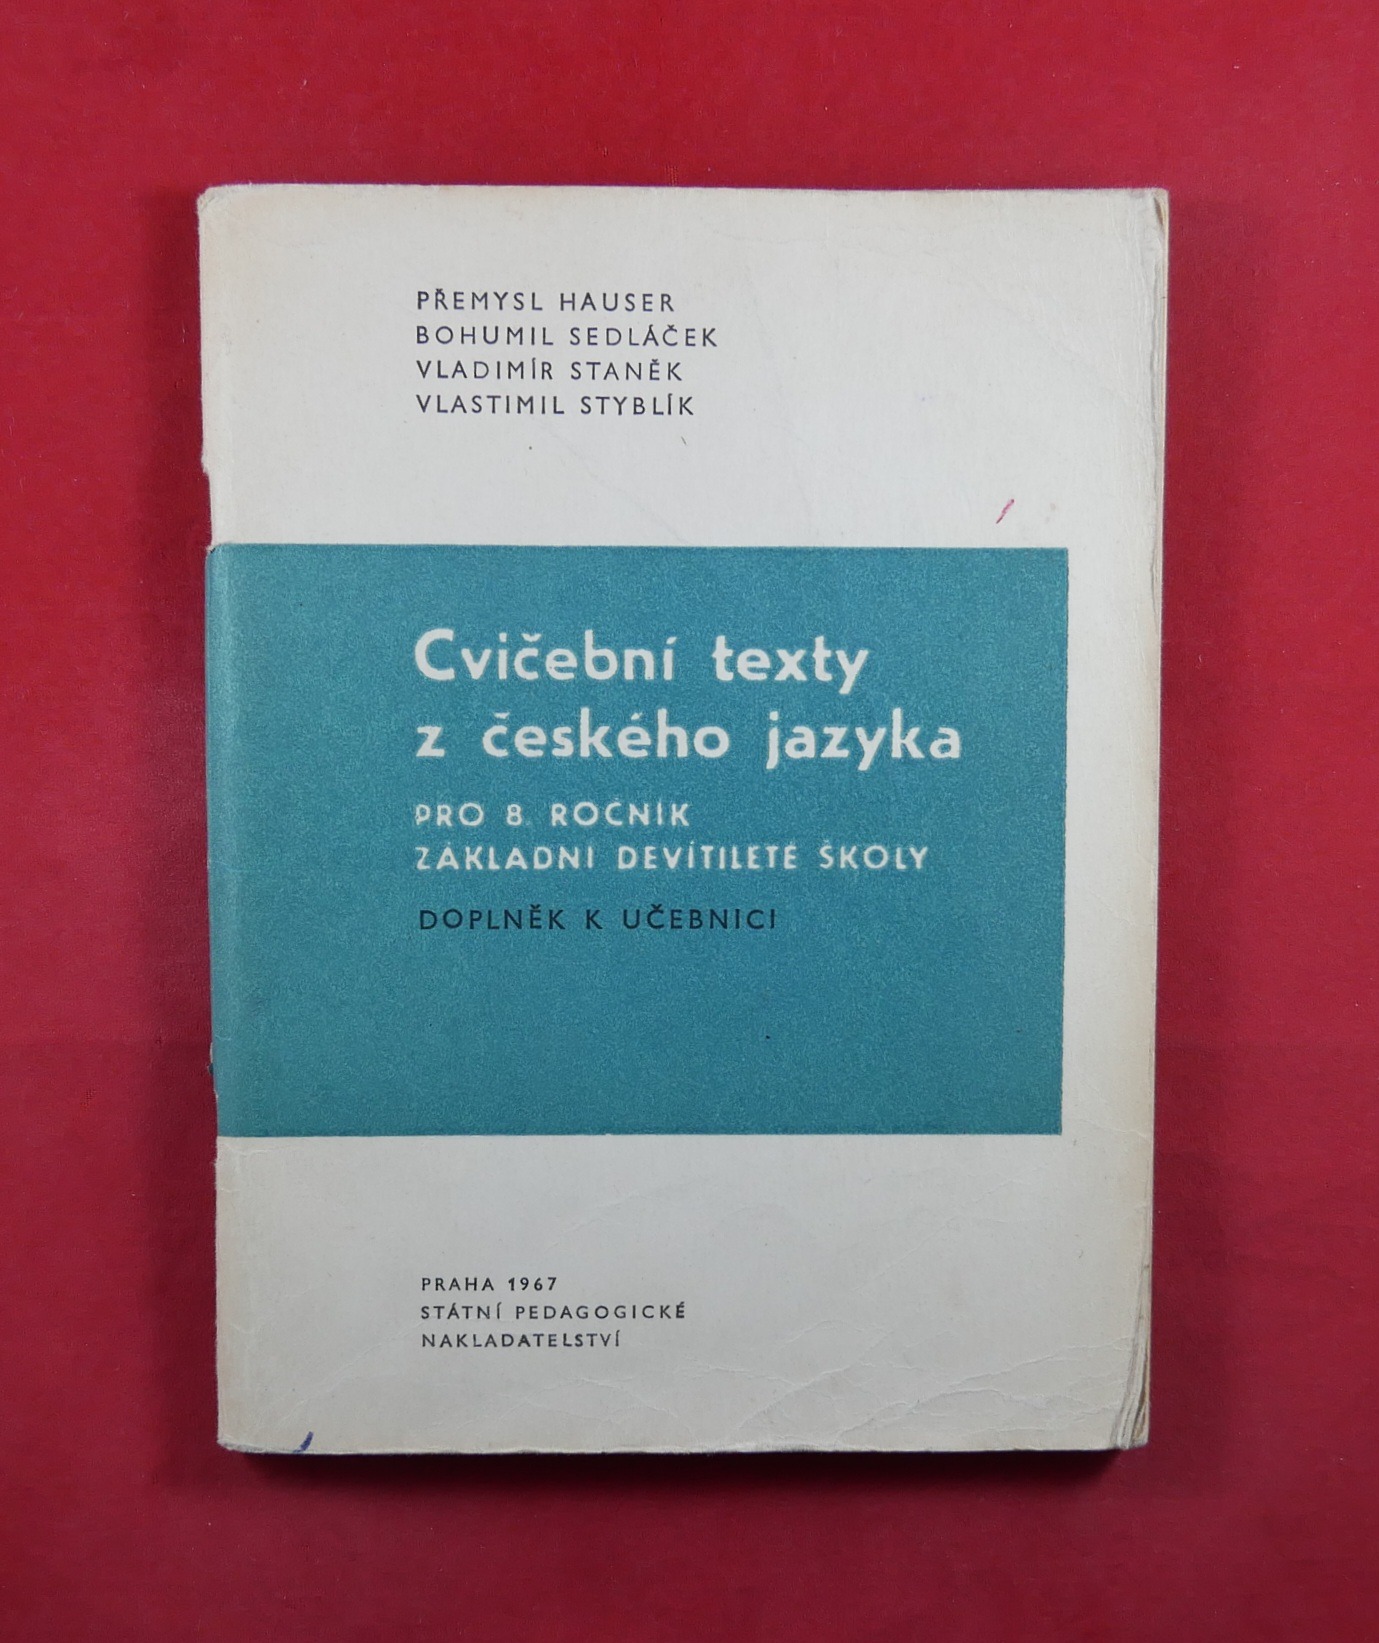 PŘEMYSL HAUSER
BOHUMIL SEDLÁČEK
VLADIMÍR STANĚK
VLASTIMIL STYBLÍK
Cvičební texty
z českého jazyka
PRO 8. ROČNÍK
ZÁKLADNÍ DEVÍTILETÉ ŠKOLY
DOPLNĚK K UČEBNICI
PRAHA 1967
STÁTNÍ PEDAGOGICKÉ
NAKLADATELSTVÍ